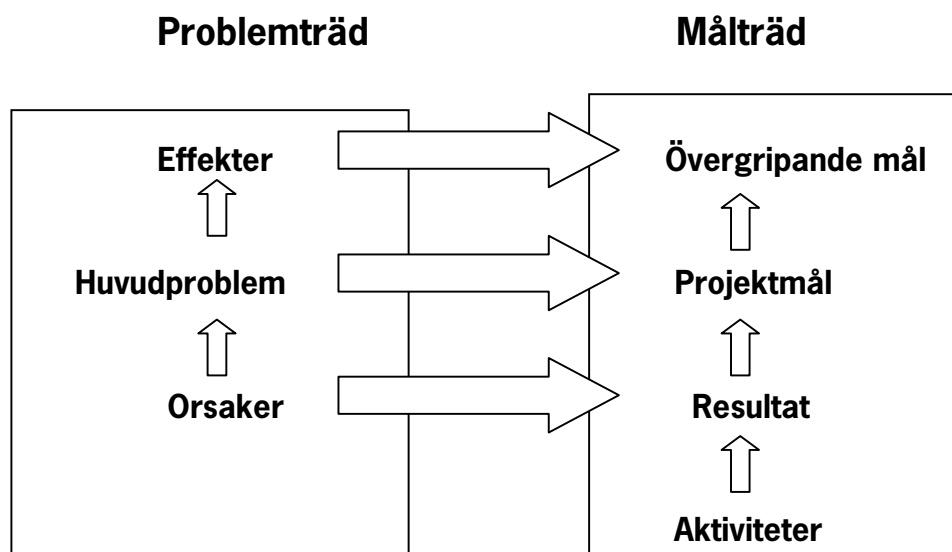 Problemträd
Målträd
Effekter
Övergripande mål
Huvudproblem
Projektmål
Orsaker
Resultat
Aktiviteter